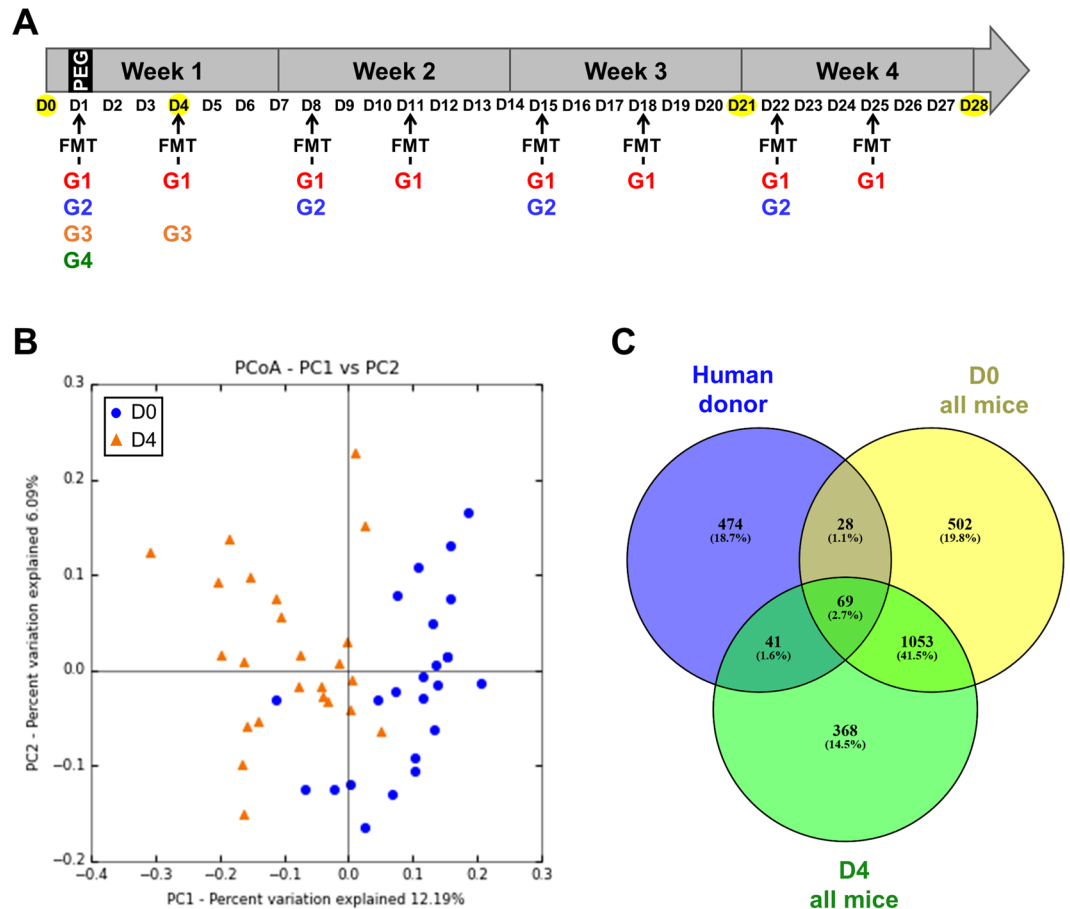 A
PEG
Week 1
Week 2
Week 3
Week 4
D0 D1 D2 D3 D4 D5 D6 D7 D8 D9 D10 D11 D12 D13 D14 D15 D16 D17 D18 D19 D20 D21 D22 D23 D24 D25 D26 D27 D28
FMT FMT FMT FMT FMT FMT FMT FMT
G1 G1 G1 G1 G1 G1 G1 G1
G2 G2 G2 G2
G3 G3
G4
B
PCoA - PC1 vs PC2
D0
D4
PC2 - Percent variation explained 6.09%
0.3
0.2
0.1
0.0
−0.1
−0.2
−0.4 −0.3 −0.2 −0.1 0.0 0.1 0.2 0.3
PC1 - Percent variation explained 12.19%
C
Human
donor
D0
all mice
474
(18.7%)
28
(1.1%)
502
(19.8%)
69
(2.7%)
41
(1.6%)
1053
(41.5%)
368
(14.5%)
D4
all mice